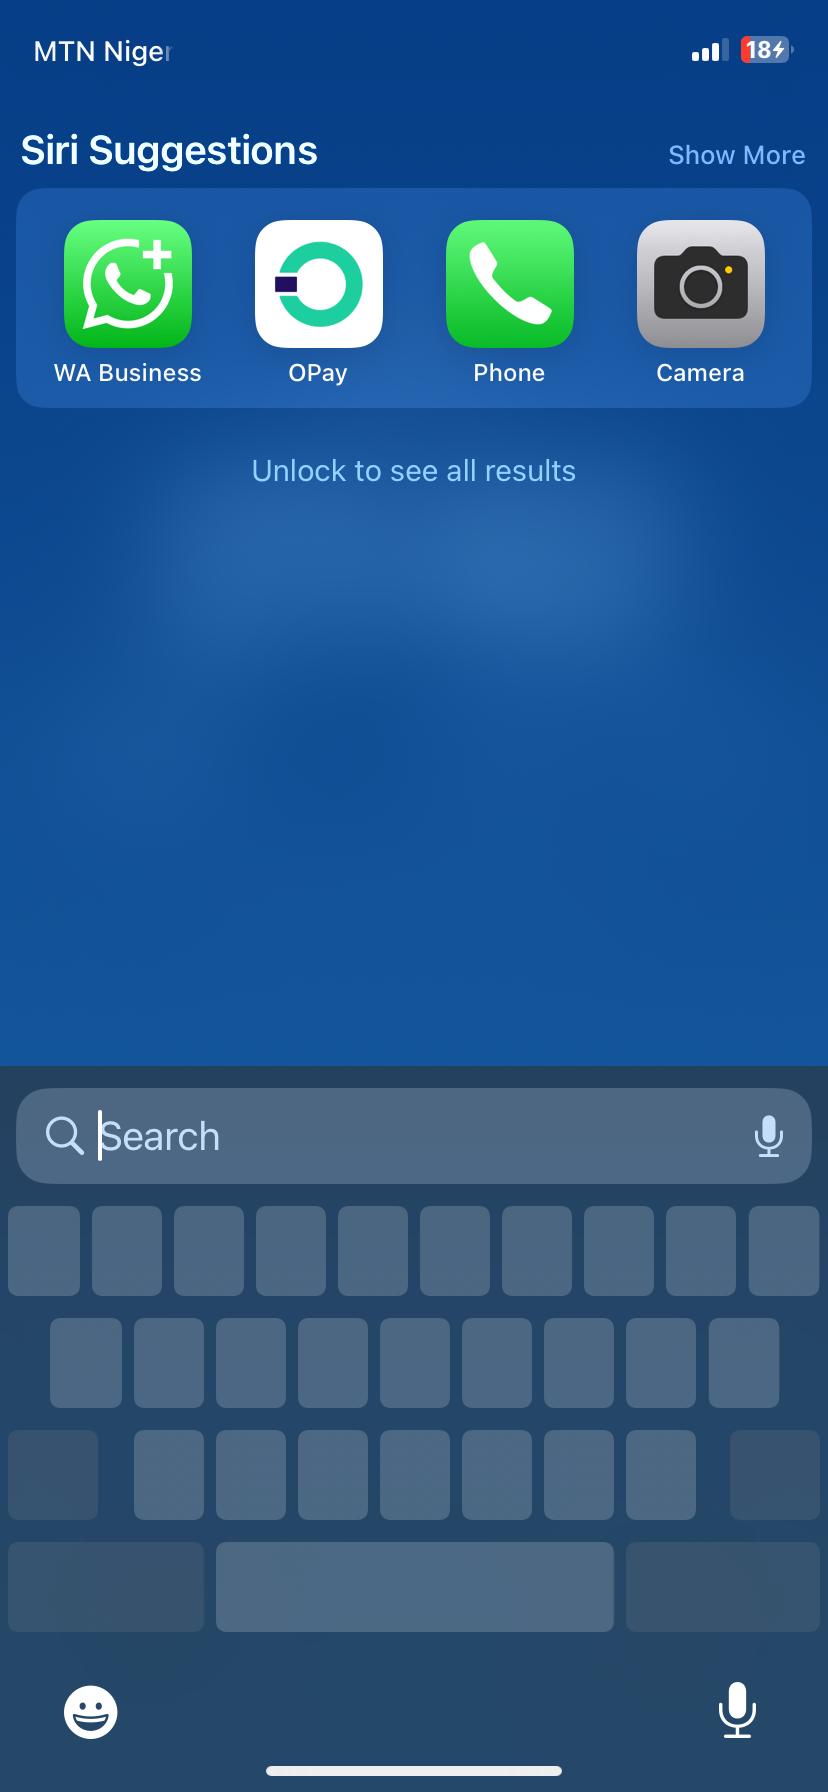 MTN Niger
18
Siri Suggestions
Show More
WA Business
OPay
Phone
Camera
Unlock to see all results
Search